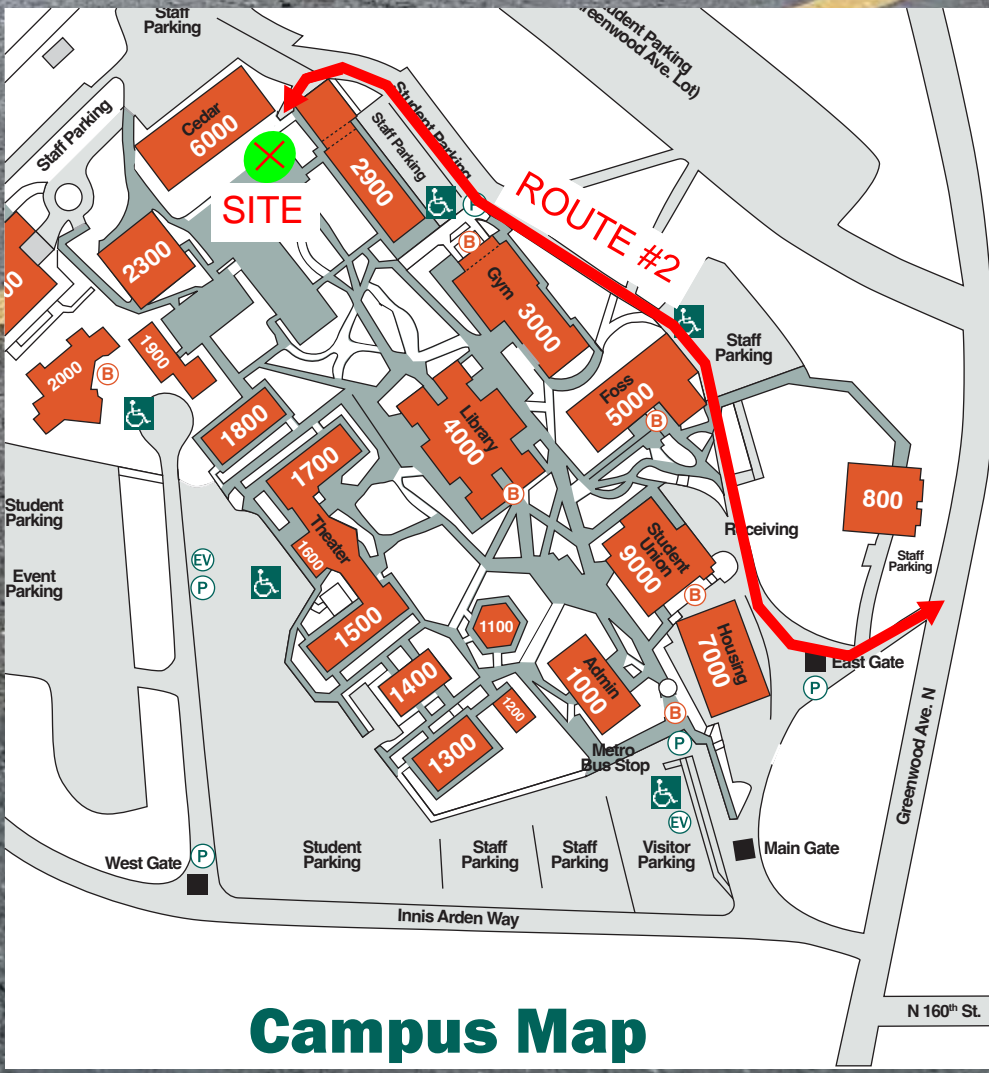 Staff
Parking
Student Parking
Greenwood Ave. Lot)
Staff Parking
Cedar
6000
Student Parking
Staff Parking
2900
SITE
ROUTE #2
P
B
2300
00
Gym
3000
1900
2000
B
Staff
Parking
Foss
5000
B
1800
Library
4000
B
1700
Theater
1600
Student
Parking
Event
Parking
EV
P
800
Receiving
Staff
Parking
Student
Union
9000
B
1500
1100
Housing
7000
East Gate
P
1400
1200
Admin
1000
B
P
1300
Metro
Bus Stop
EV
Greenwood Ave. N
West Gate
P
Student
Parking
Staff
Parking
Staff
Parking
Visitor
Parking
Main Gate
Innis Arden Way
N 160th St.
Campus Map